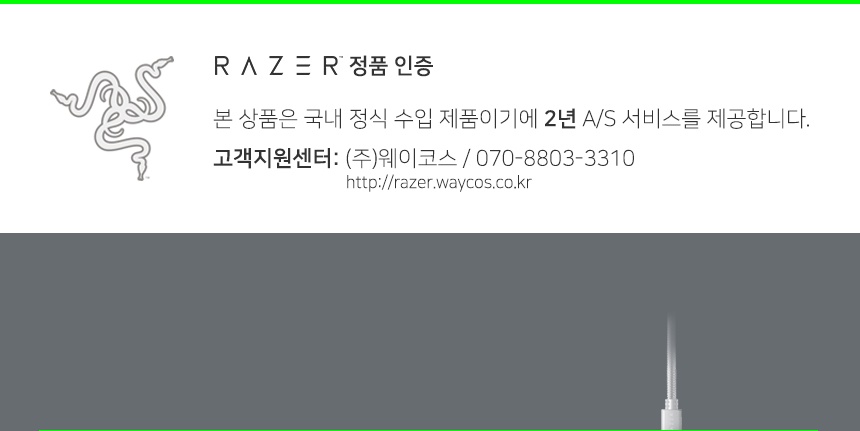 RAZER™ 정품 인증
본 상품은 국내 정식 수입 제품이기에 2년 A/S 서비스를 제공합니다.
고객지원센터: (주)웨이코스 / 070-8803-3310
http://razer.waycos.co.kr